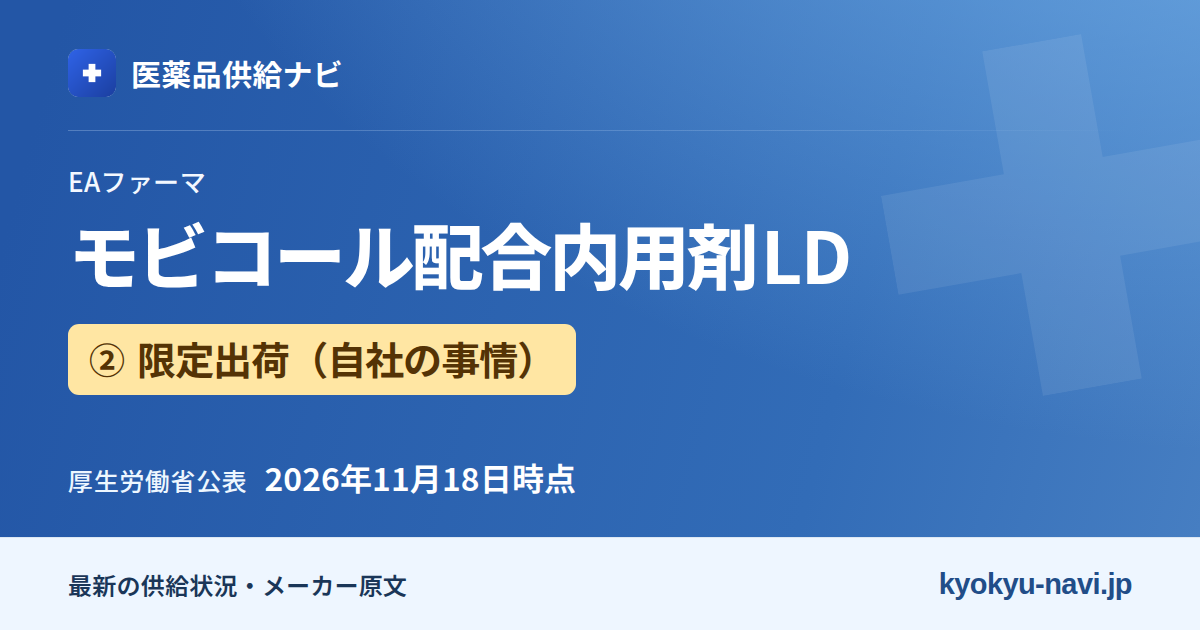 医薬品供給ナビ
EAファーマ
モビコール配合内用剤LD
② 限定出荷（自社の事情）
厚生労働省公表 2026年11月18日時点
最新の供給状況・メーカー原文
kyokyu-navi.jp